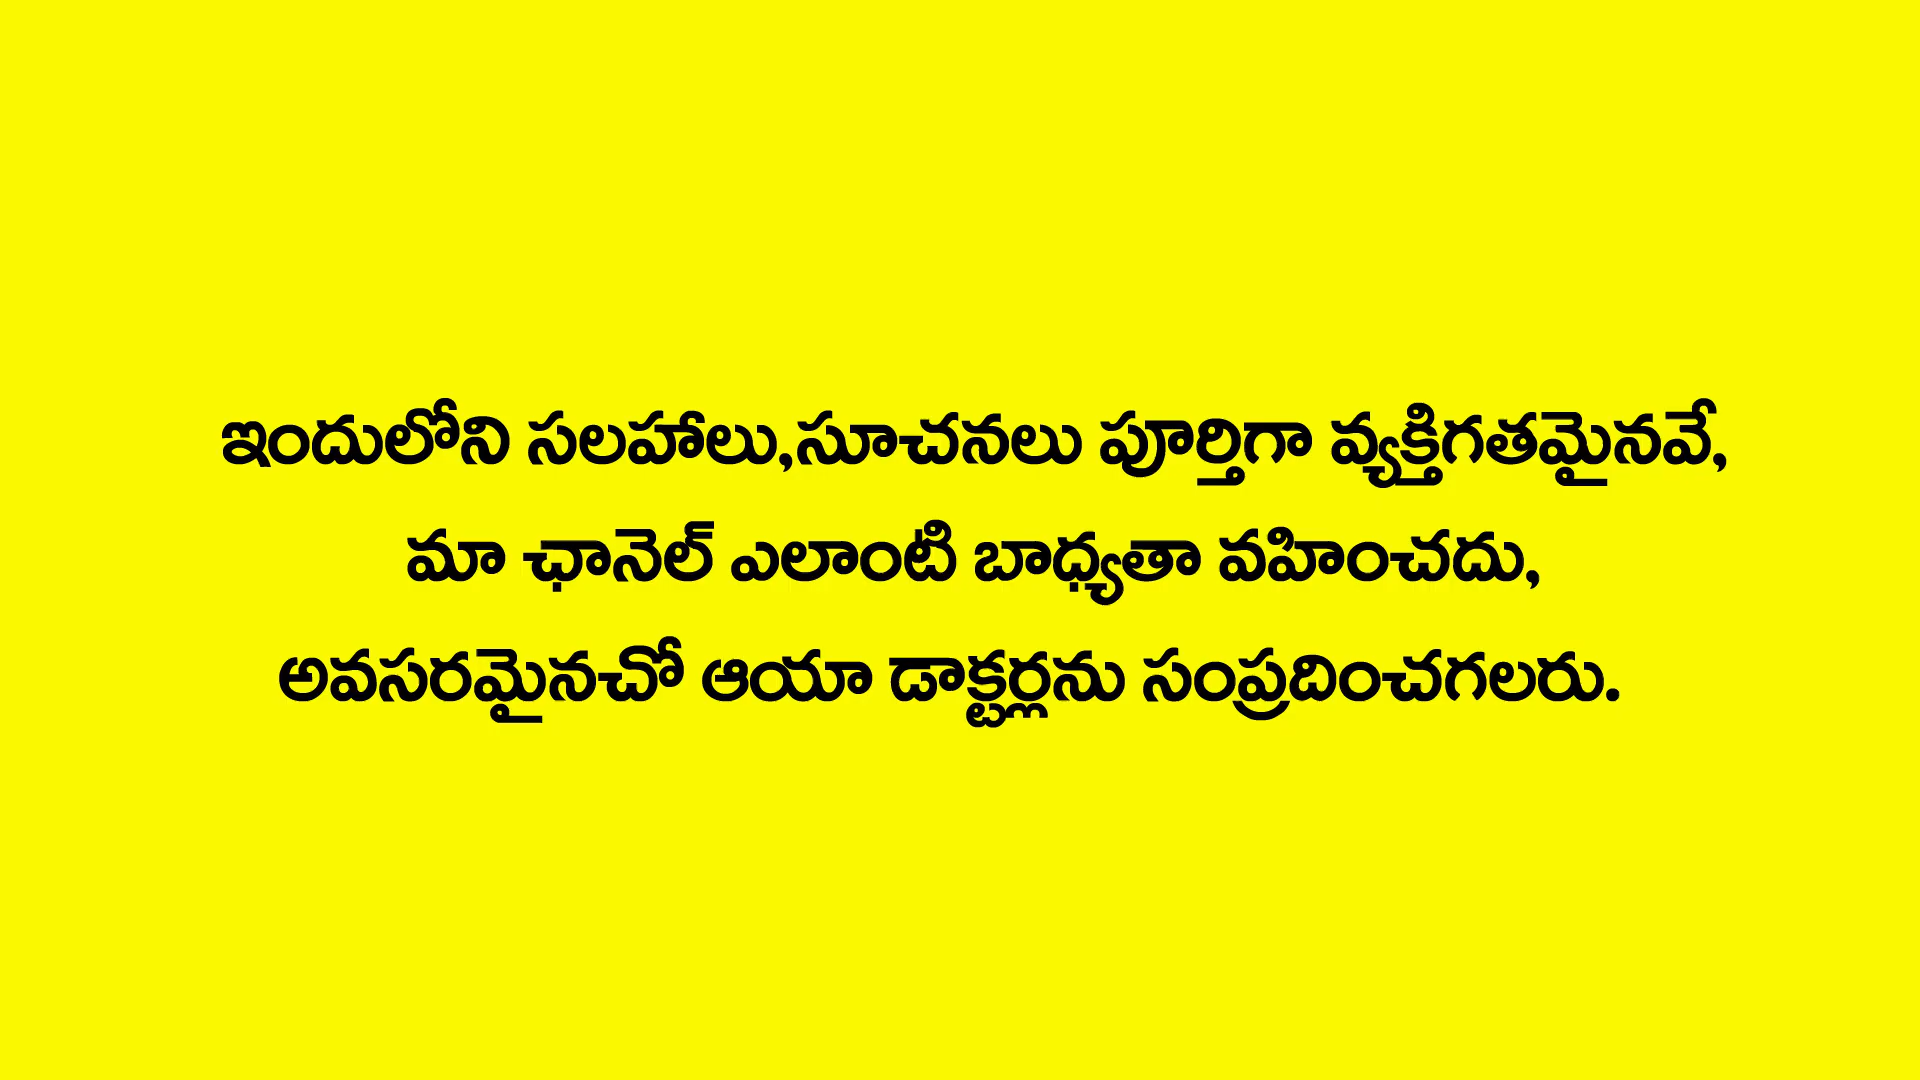 ఇందులోని సలహాలు,సూచనలు పూర్తిగా వ్యక్తిగతమైనవే,
మా ఛానెల్ ఎలాంటి బాధ్యతా వహించదు,
అవసరమైనచో ఆయా డాక్టర్లను సంప్రదించగలరు.